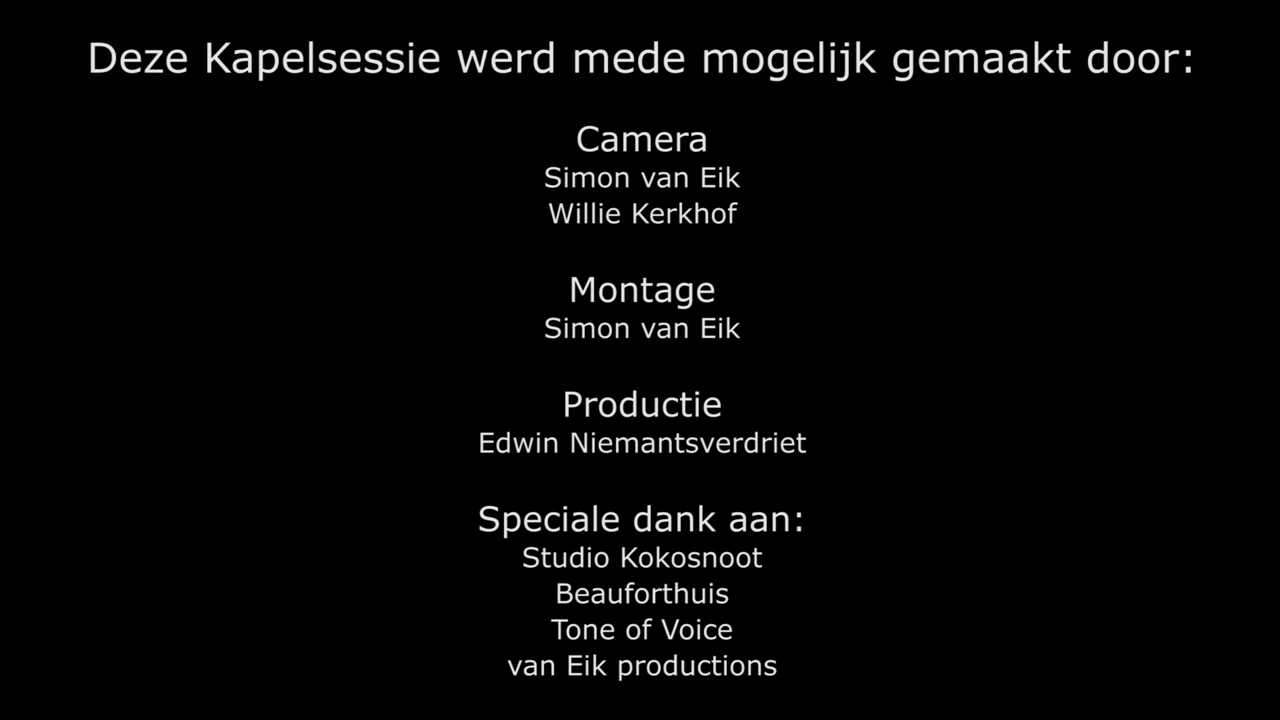 Deze Kapelsessie werd mede mogelijk gemaakt door:
Camera
Simon van Eik
Willie Kerkhof
Montage
Simon van Eik
Productie
Edwin Niemantsverdriet
Speciale dank aan:
Studio Kokosnoot
Beauforthuis
Tone of Voice
van Eik productions